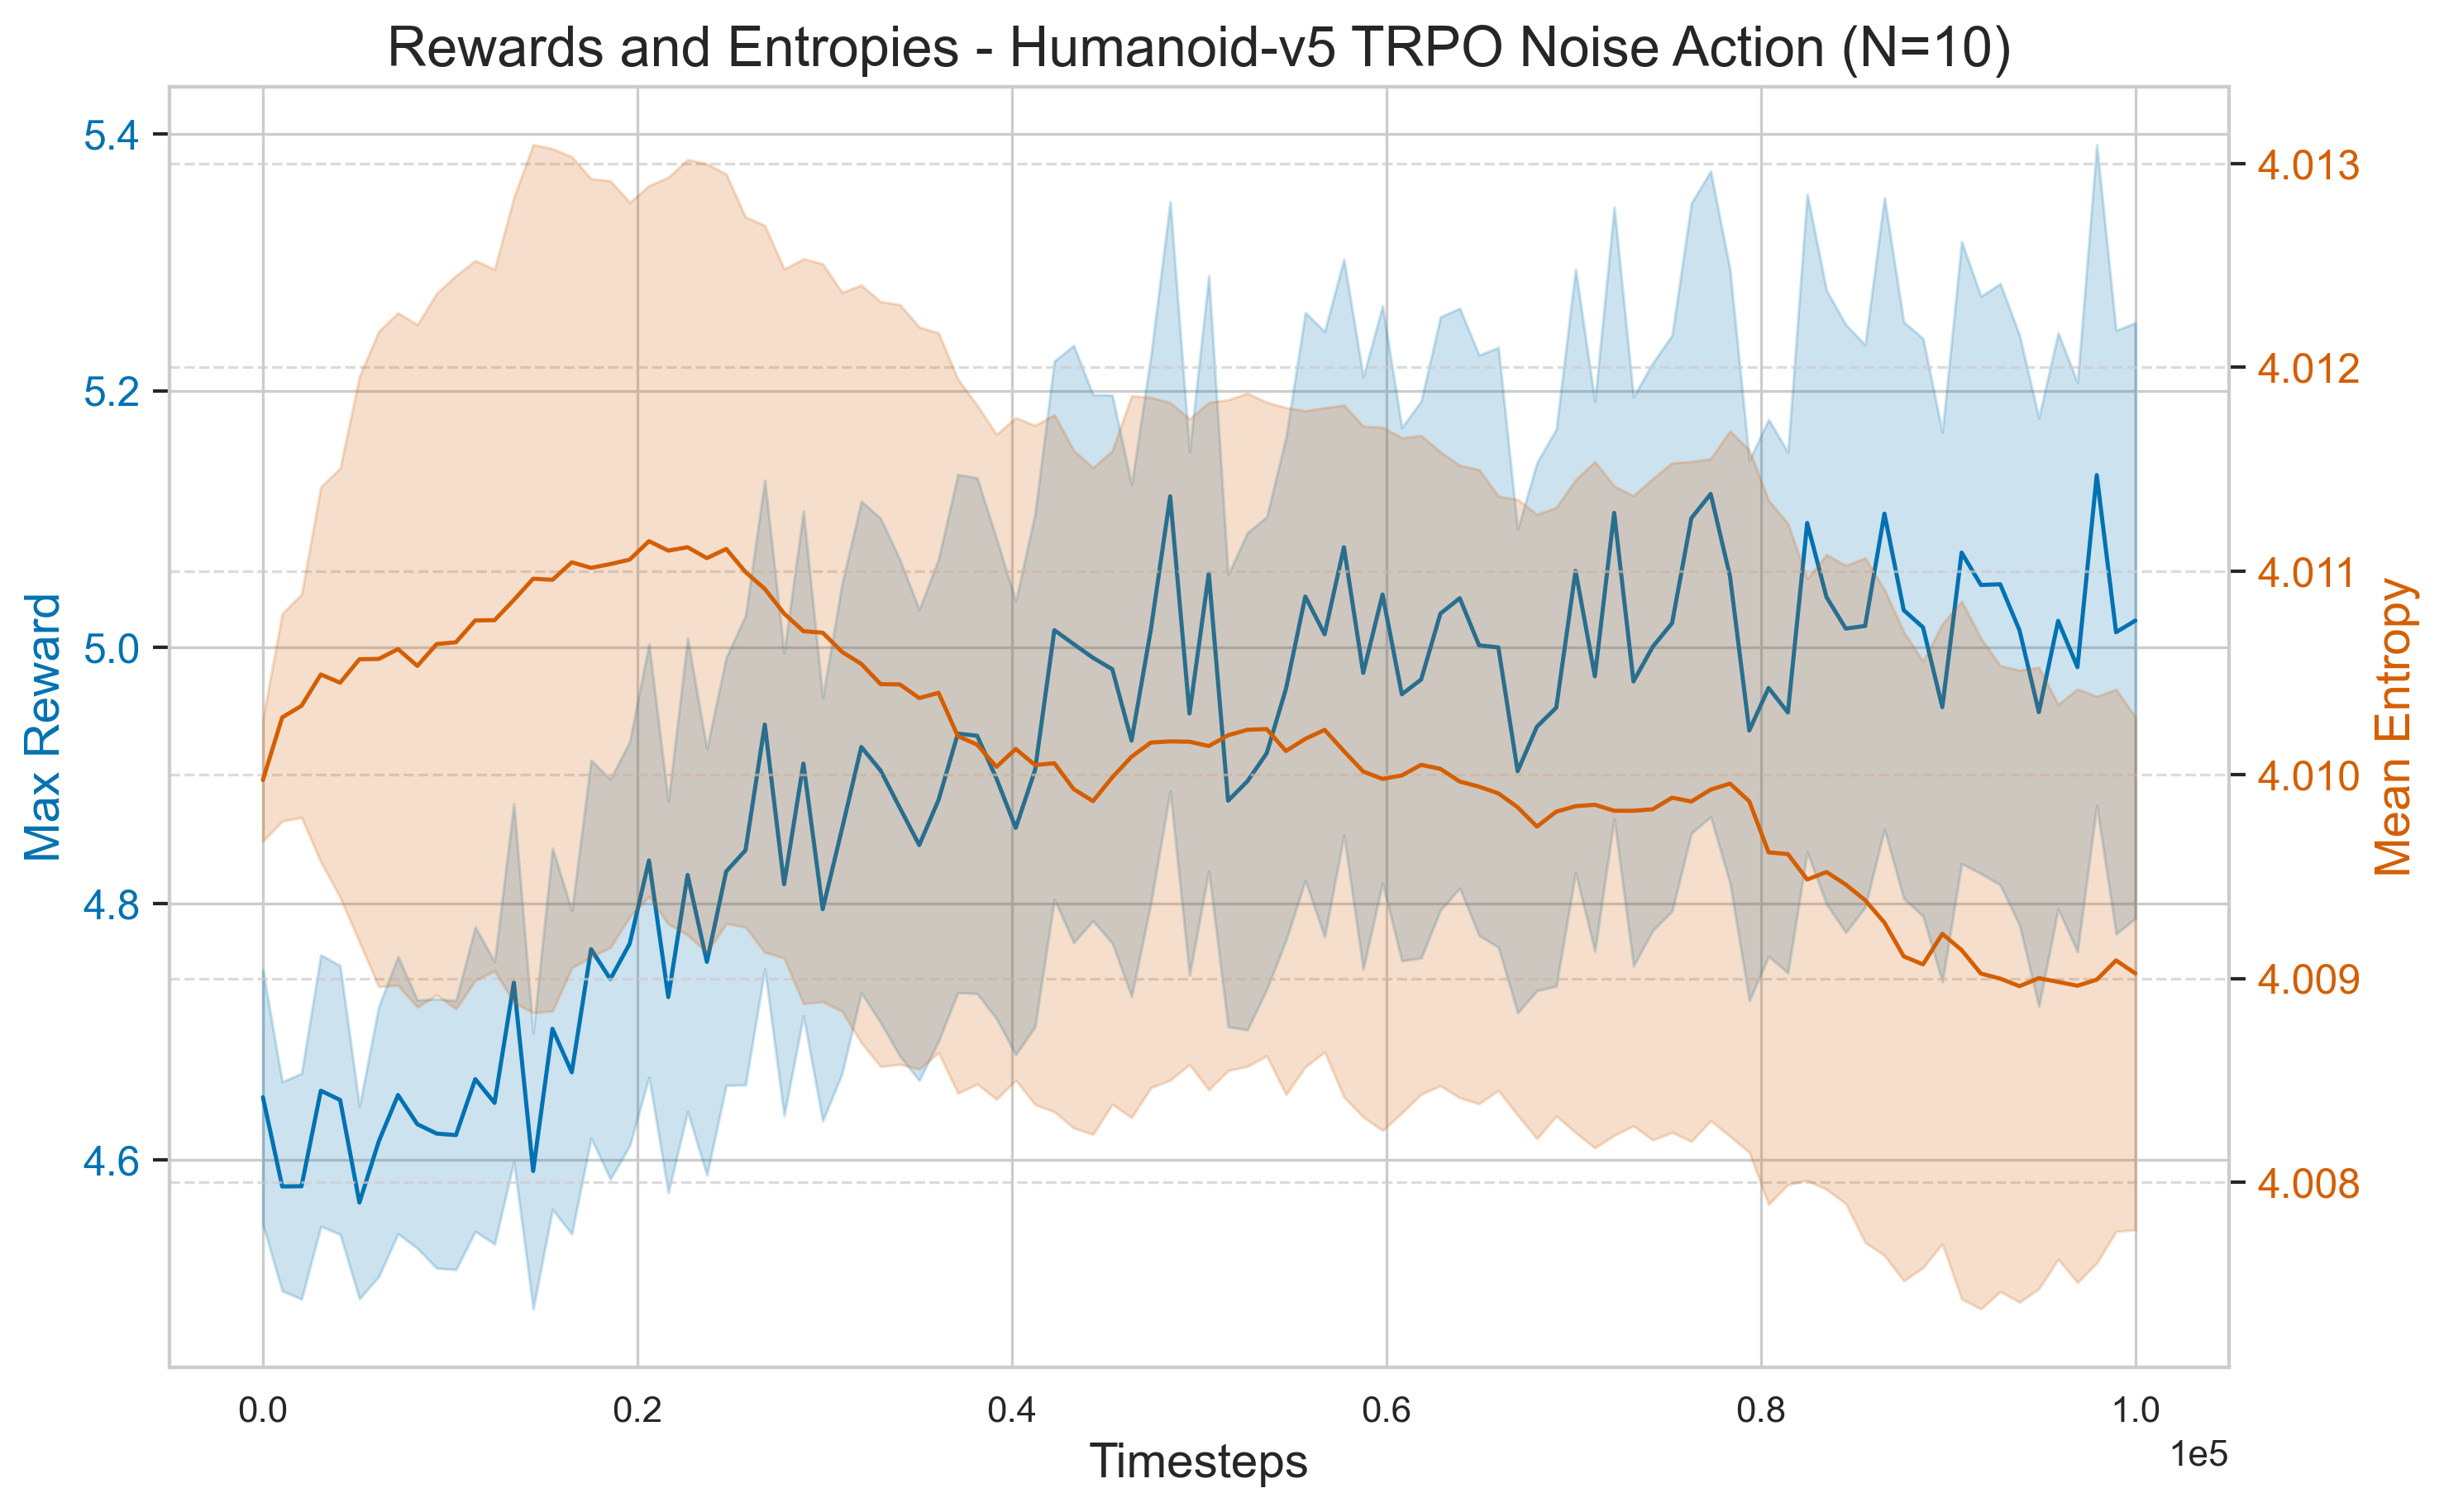 Rewards and Entropies - Humanoid-v5 TRPO Noise Action (N=10)
5.4
5.2
5.0
4.8
4.6
Max Reward
4.013
4.012
4.011
4.010
4.009
4.008
Mean Entropy
0.0 0.2 0.4 0.6 0.8 1.0
1e5
Timesteps